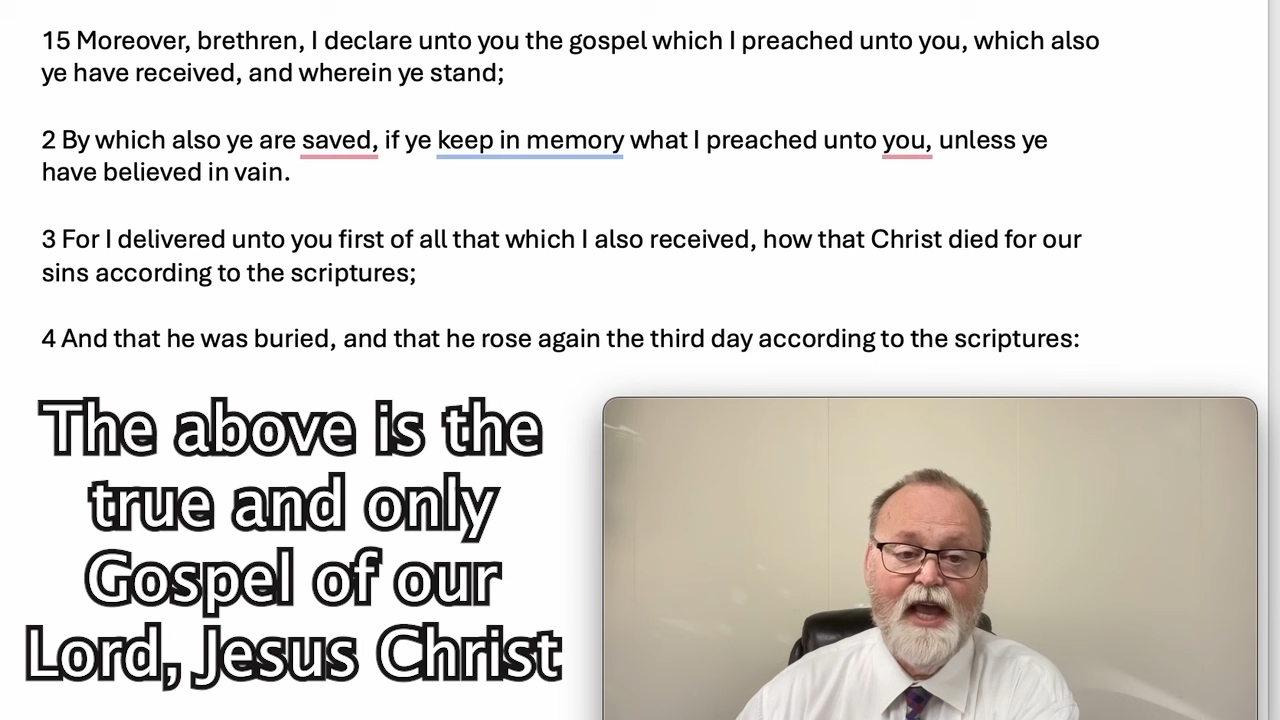 15 Moreover, brethren, I declare unto you the gospel which I preached unto you, which also
ye have received, and wherein ye stand;
2 By which also ye are saved, if ye keep in memory what I preached unto you, unless ye
have believed in vain.
3 For I delivered unto you first of all that which I also received, how that Christ died for our
sins according to the scriptures;
4 And that he was buried, and that he rose again the third day according to the scriptures:
The above is the
true and only
Gospel of our
Lord, Jesus Christ